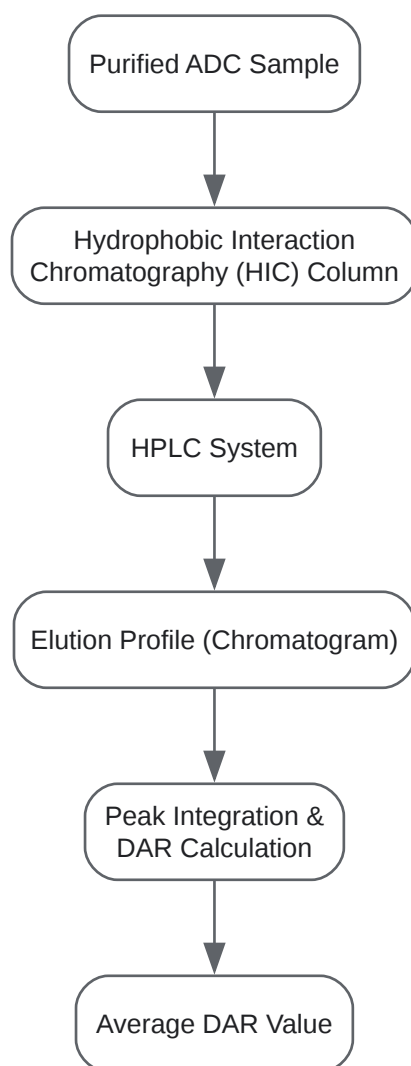 Purified ADC Sample
Hydrophobic Interaction
Chromatography (HIC) Column
HPLC System
Elution Profile (Chromatogram)
Peak Integration &
DAR Calculation
Average DAR Value